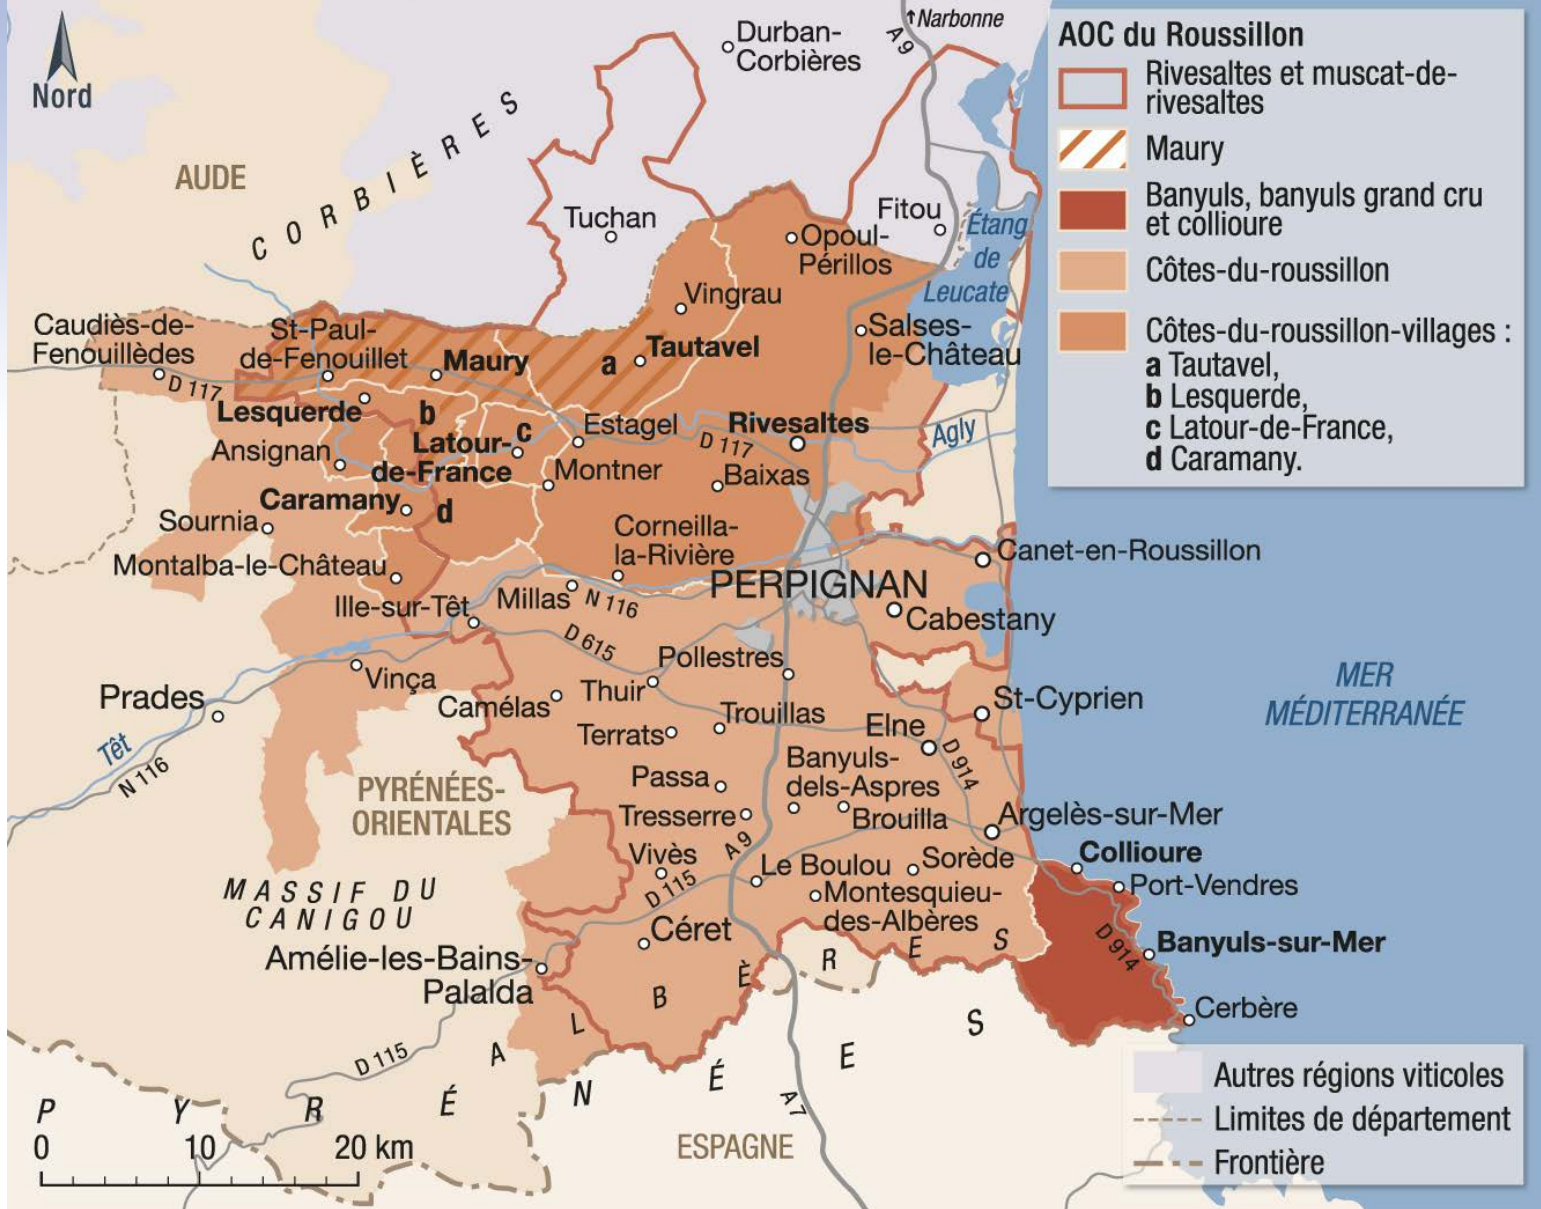 Nord
Narbonne
A 9
Durban-
Corbières
CORBIÈRES
AUDE
Tuchan
Fitou
Étang
de
Leucate
Opoul-
Périllos
Vingrau
Caudiès-de-
Fenouillèdes
St-Paul-
de-Fenouillet
Maury
a
Tautavel
Salses-
le-Château
D 117
Lesquerde
b
Ansignan
Latour-
de-France
c
Estagel
D 117
Rivesaltes
Agly
Montner
Baixas
Caramany
d
Sournia
Corneilla-
la-Rivière
Montalba-le-Château
Canet-en-Roussillon
Ille-sur-Têt
Millas
N 116
PERPIGNAN
Cabestany
D 615
Vinça
Pollestres
Prades
Camélas
Thuir
St-Cyprien
Terrats
Trouillas
Elne
Têt
N 116
D 914
PYRÉNÉES-
ORIENTALES
Passa
Banyuls-
dels-Aspres
Tresserre
Brouilla
Argelès-sur-Mer
Vivès
A 9
Le Boulou
Sorède
Collioure
Port-Vendres
MASSIF DU
CANIGOU
D 115
Montesquieu-
des-Albères
Céret
D 914
Banyuls-sur-Mer
Amélie-les-Bains-
Palalda
ALBÈRES
Cerbère
D 115
PYRÉNÉES
A 7
ESPAGNE
MER
MÉDITERRANÉE
0 10 20 km
AOC du Roussillon
Rivesaltes et muscat-de-
rivesaltes
Maury
Banyuls, banyuls grand cru
et collioure
Côtes-du-roussillon
Côtes-du-roussillon-villages :
a Tautavel,
b Lesquerde,
c Latour-de-France,
d Caramany.
Autres régions viticoles
Limites de département
Frontière